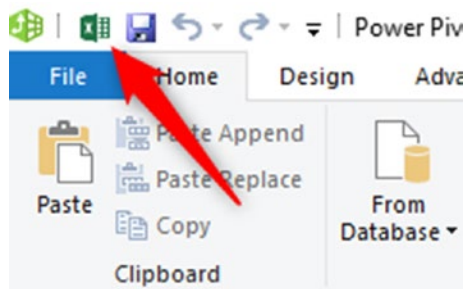 Power Piv
File Home Design Adva
Paste Append
Paste Replace
Copy
Paste
From
Database
Clipboard